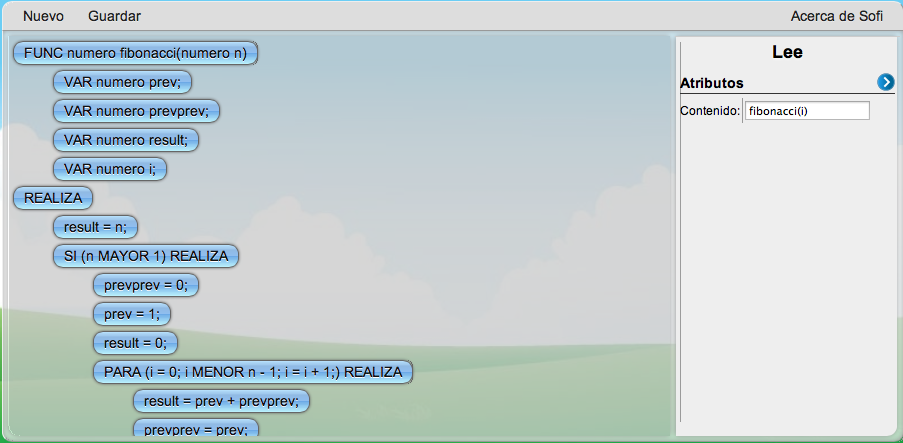 Nuevo Guardar Acerca de Sofi
FUNC numero fibonacci(numero n)
VAR numero prev;
VAR numero prevprev;
VAR numero result;
VAR numero i;
REALIZA
result = n;
SI (n MAYOR 1) REALIZA
prevprev = 0;
prev = 1;
result = 0;
PARA (i = 0; i MENOR n - 1; i = i + 1;) REALIZA
result = prev + prevprev;
prevprev = prev;
Lee
Atributos
Contenido: fibonacci(i)